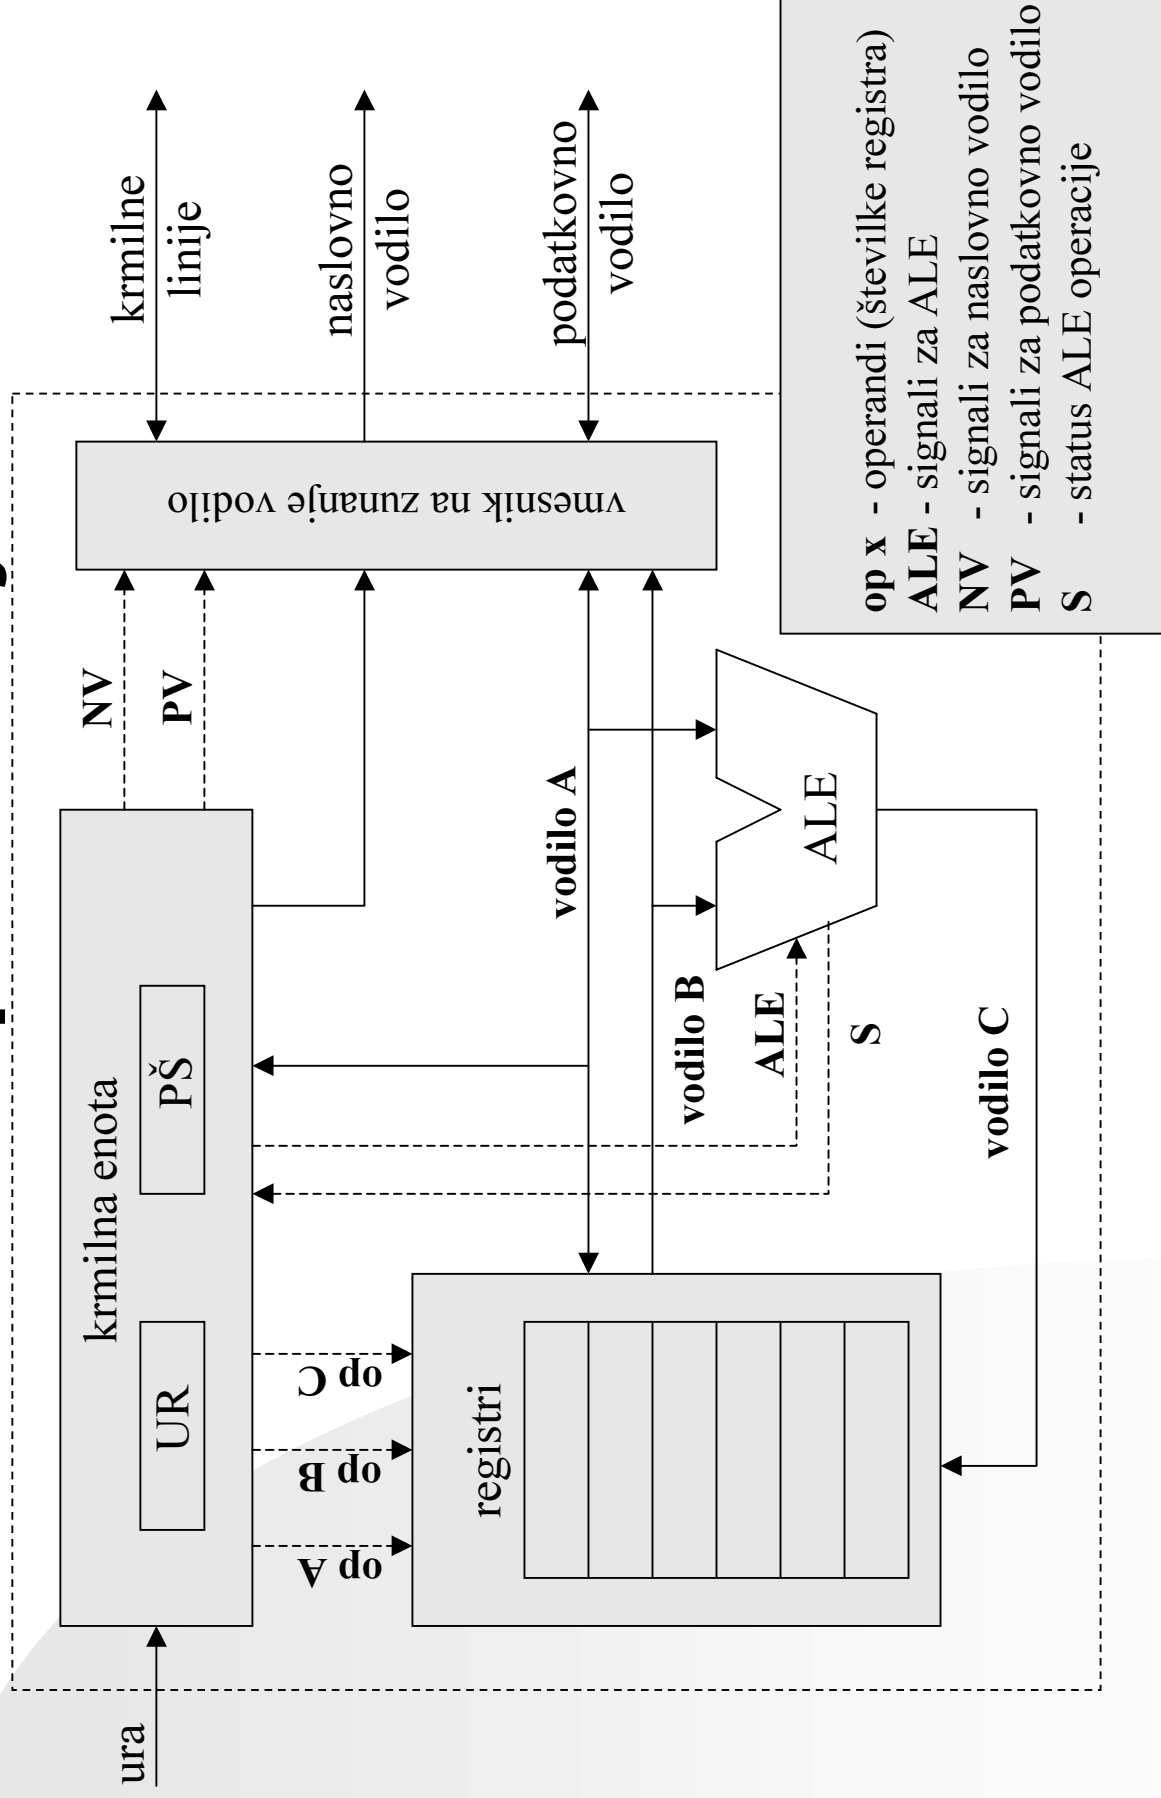 krmilne
linije
naslovno
vodilo
podatkovno
vodilo
vmesnik na zunanje vodilo
NV
PV
krmilna enota
UR
PŠ
ura
op A
op B
op C
registri
vodilo A
vodilo B
ALE
S
ALE
vodilo C
op x - operandi (številke registra)
ALE - signali za ALE
NV - signali za naslovno vodilo
PV - signali za podatkovno vodilo
S - status ALE operacije